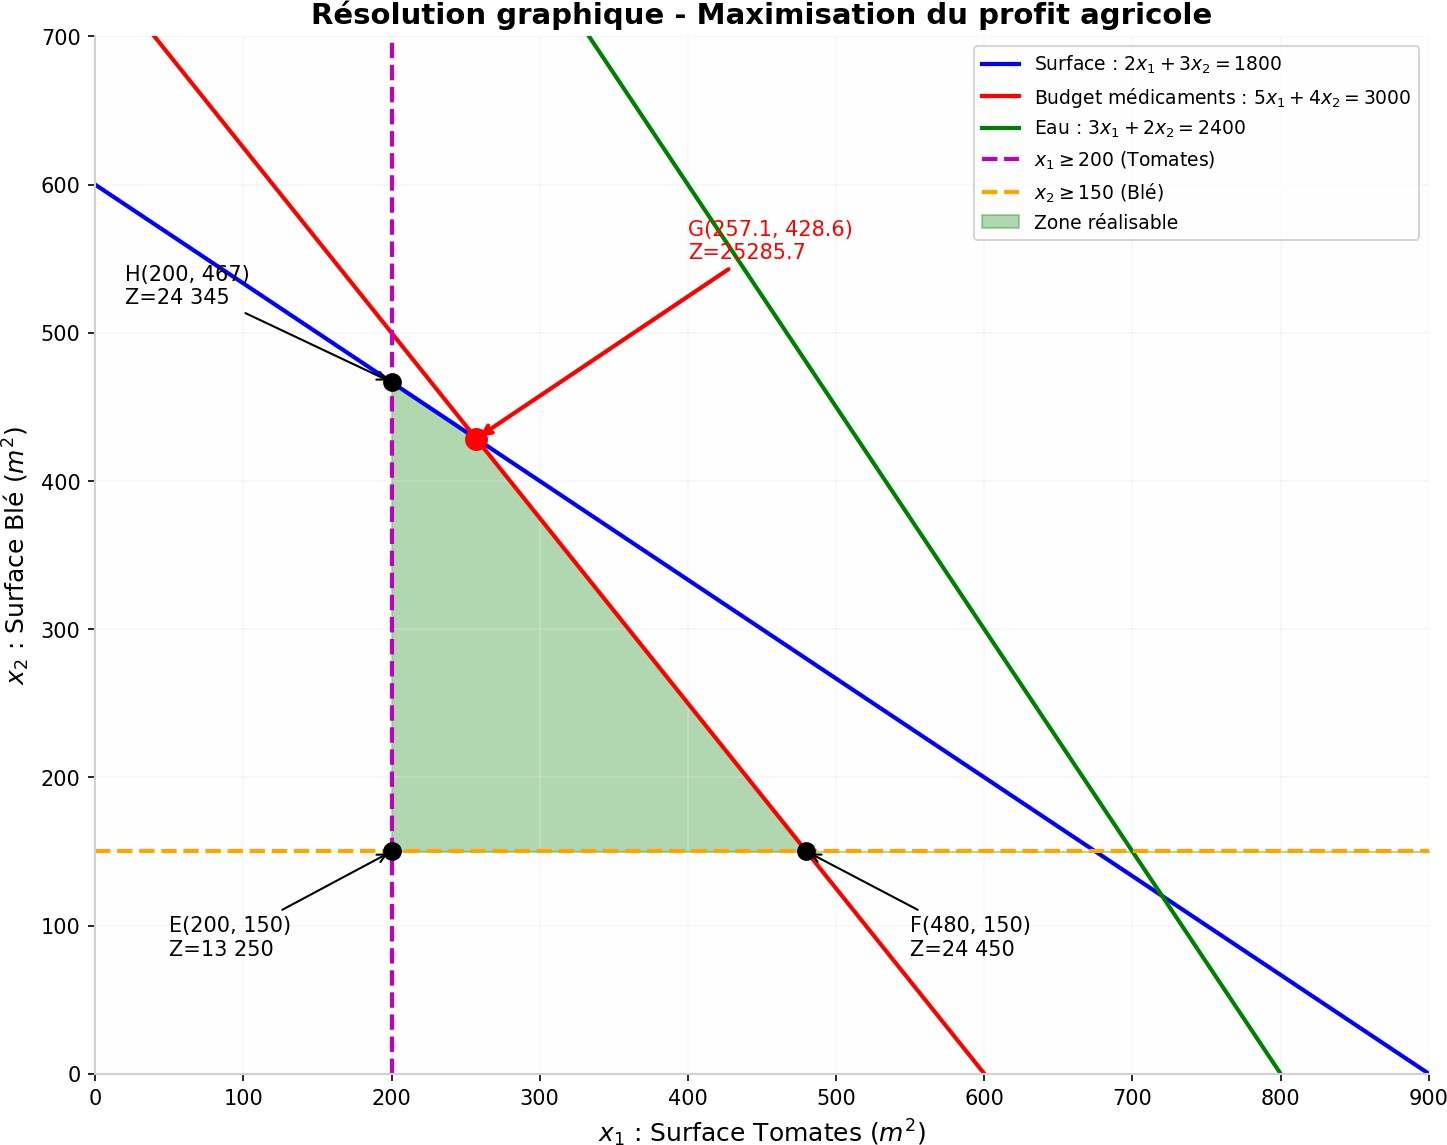 Résolution graphique - Maximisation du profit agricole
700
600
500
400
300
200
100
0
x₂ : Surface Blé (m²)
Surface : 2x₁ + 3x₂ = 1800
Budget médicaments : 5x₁ + 4x₂ = 3000
Eau : 3x₁ + 2x₂ = 2400
x₁ ≥ 200 (Tomates)
x₂ ≥ 150 (Blé)
Zone réalisable
G(257.1, 428.6)
Z=25285.7
H(200, 467)
Z=24 345
E(200, 150)
Z=13 250
F(480, 150)
Z=24 450
0 100 200 300 400 500 600 700 800 900
x₁ : Surface Tomates (m²)